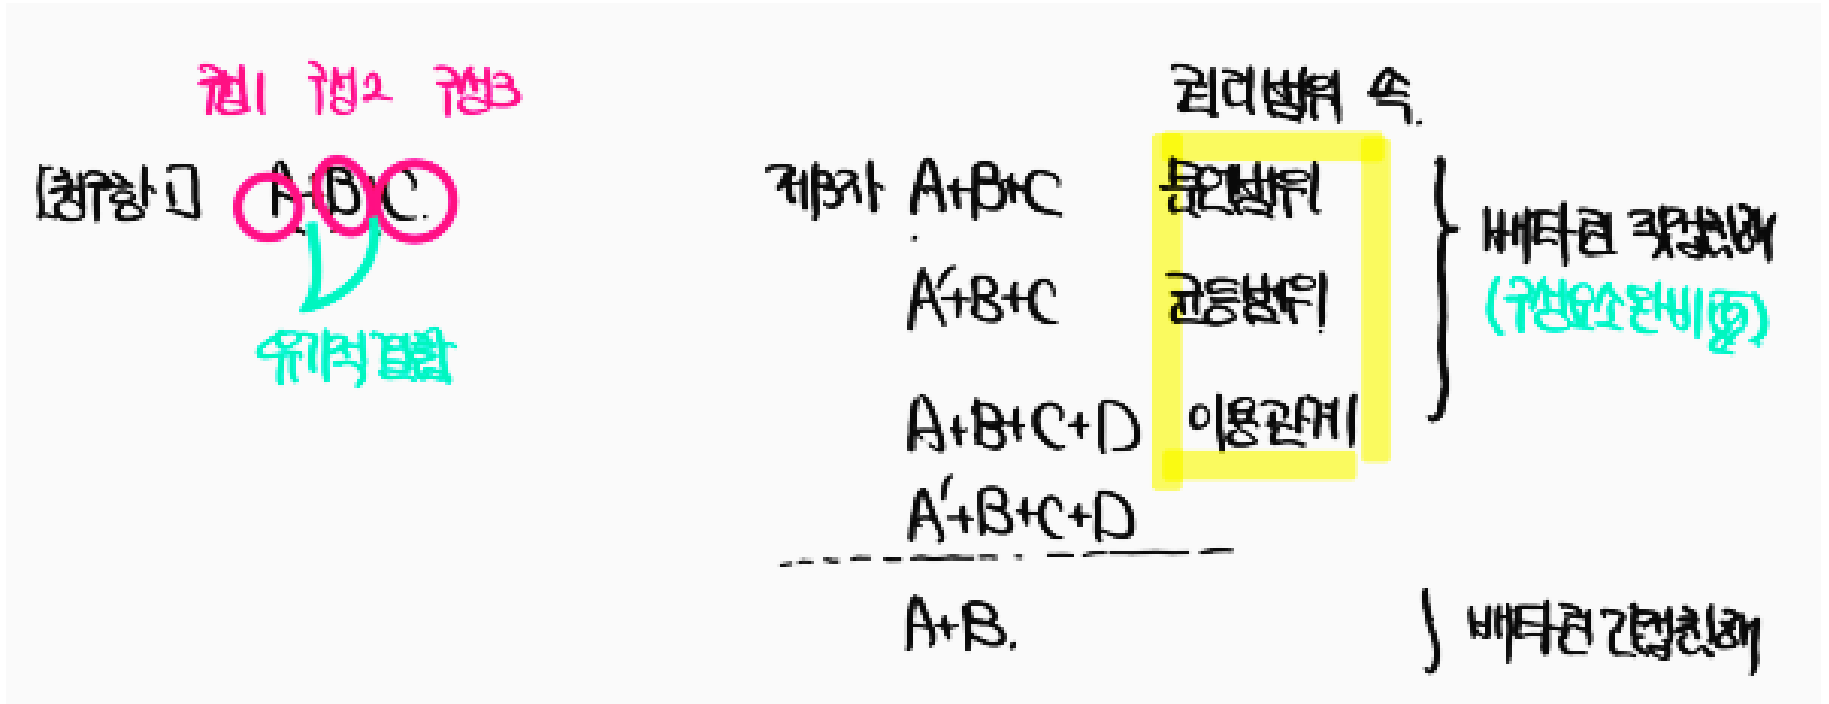 구성1 구성2 구성3
[청구항 1] A+B+C.
유기적 결합
권리범위 속.
제3자 A+B+C 문언범위
A'+B+C 균등범위
A+B+C+D 이용관계
A'+B+C+D
배타권 직접침해
(구성요소완비 原)
A+B.
배타권 간접침해